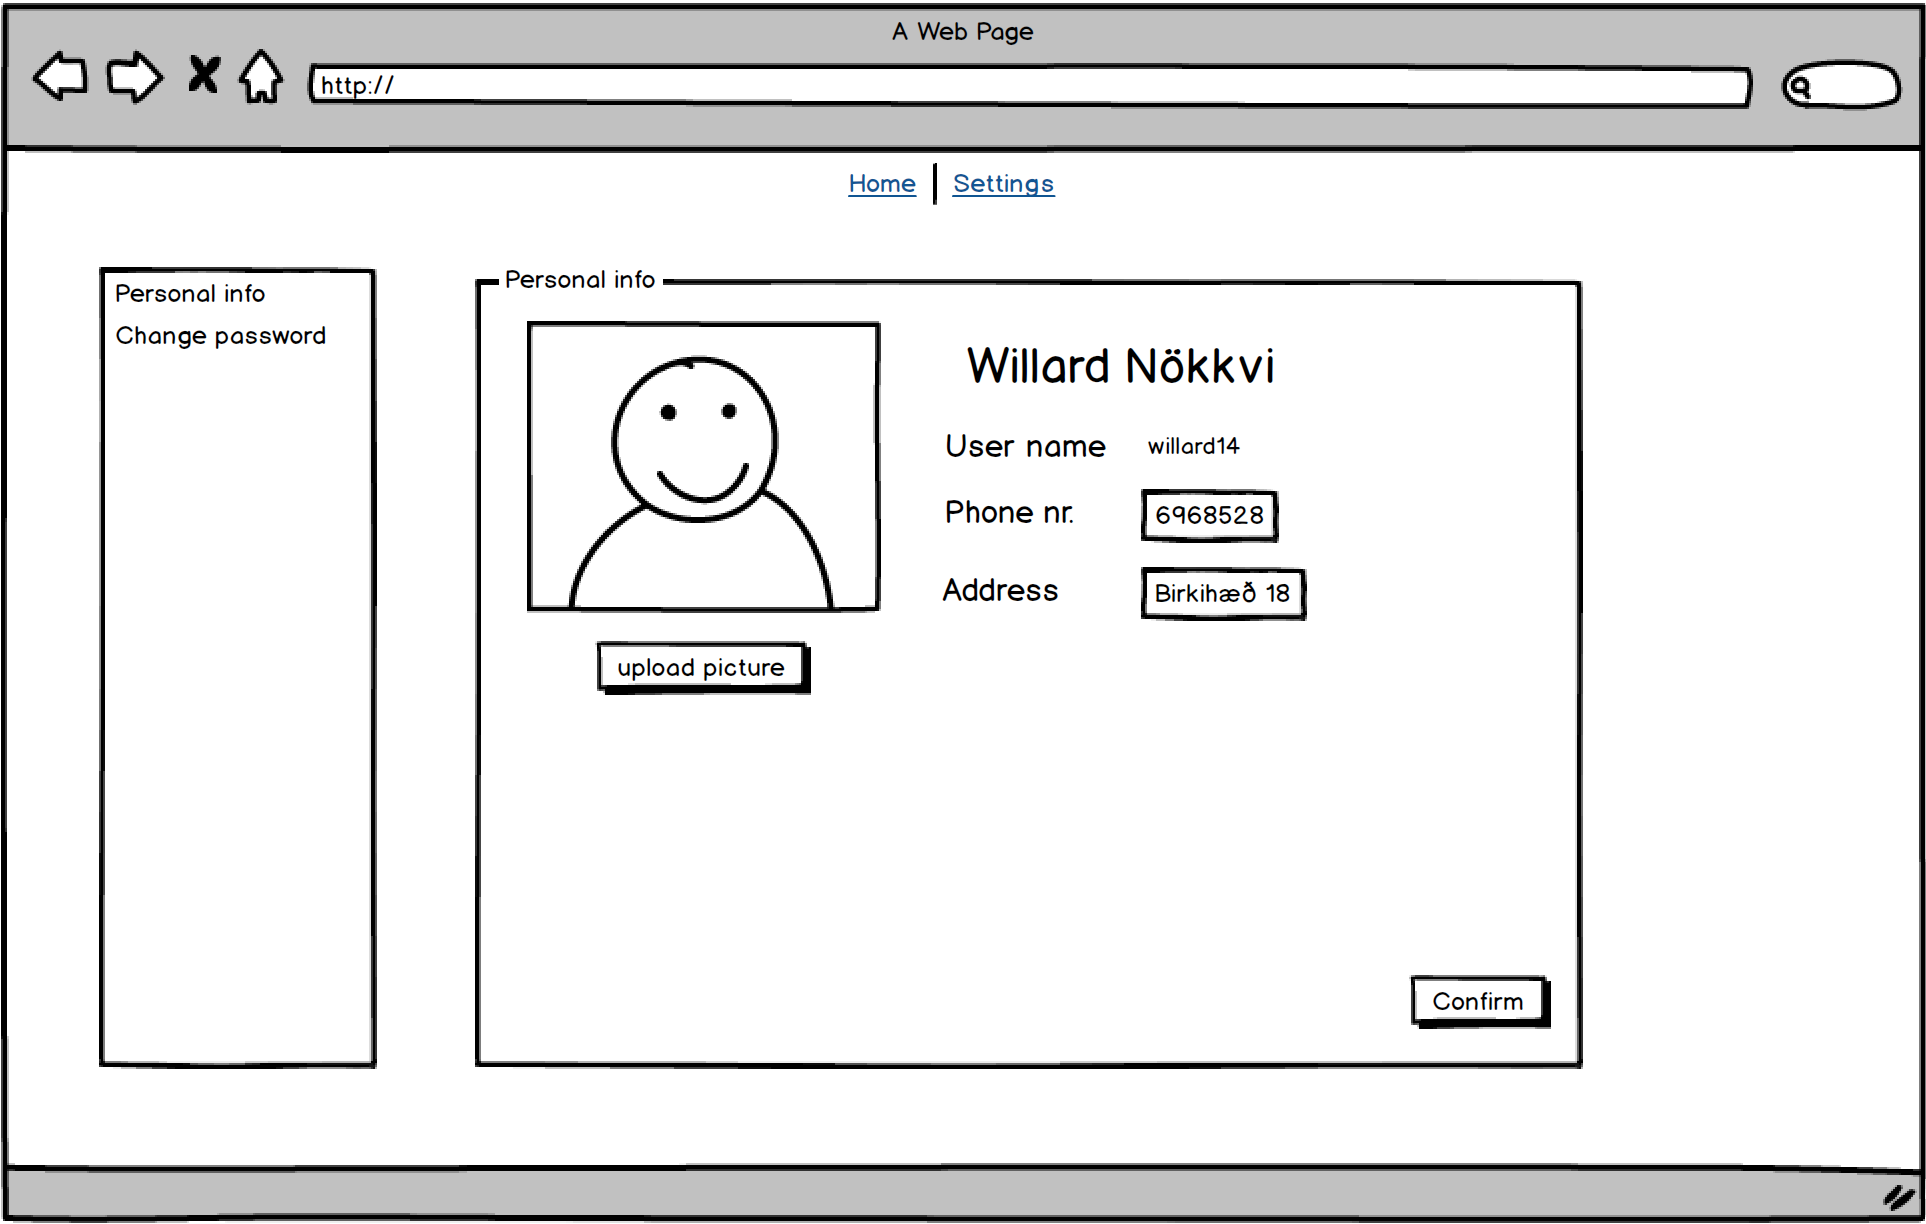 A Web Page
http://
Home
Settings
Personal info
Change password
Personal info
Willard Nökkvi
User name
willard14
Phone nr.
6968528
Address
Birkihæð 18
upload picture
Confirm